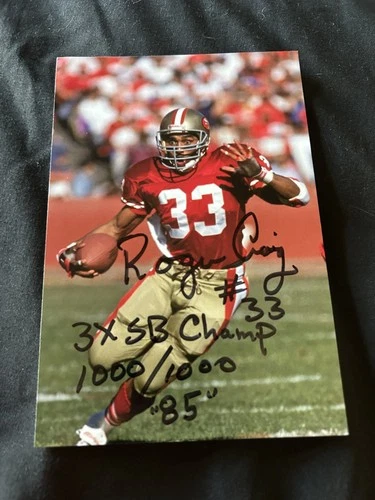 33
Roger Craig
#33
3X SB Champ
1000/1000
"85"